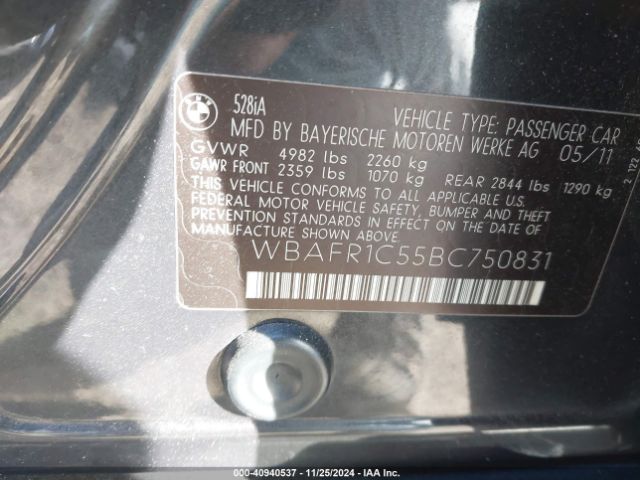 BMW
528iA
VEHICLE TYPE: PASSENGER CAR
MFD BY BAYERISCHE MOTOREN WERKE AG 05/11
GVWR 4982 lbs 2260 kg
GAWR FRONT 2359 lbs 1070 kg REAR 2844 lbs 1290 kg
THIS VEHICLE CONFORMS TO ALL APPLICABLE U.S.
FEDERAL MOTOR VEHICLE SAFETY, BUMPER AND THEFT
PREVENTION STANDARDS IN EFFECT ON THE DATE OF
MANUFACTURE SHOWN ABOVE.
WBAFR1C55BC750831
000-40940537 - 11/25/2024 - IAA Inc.